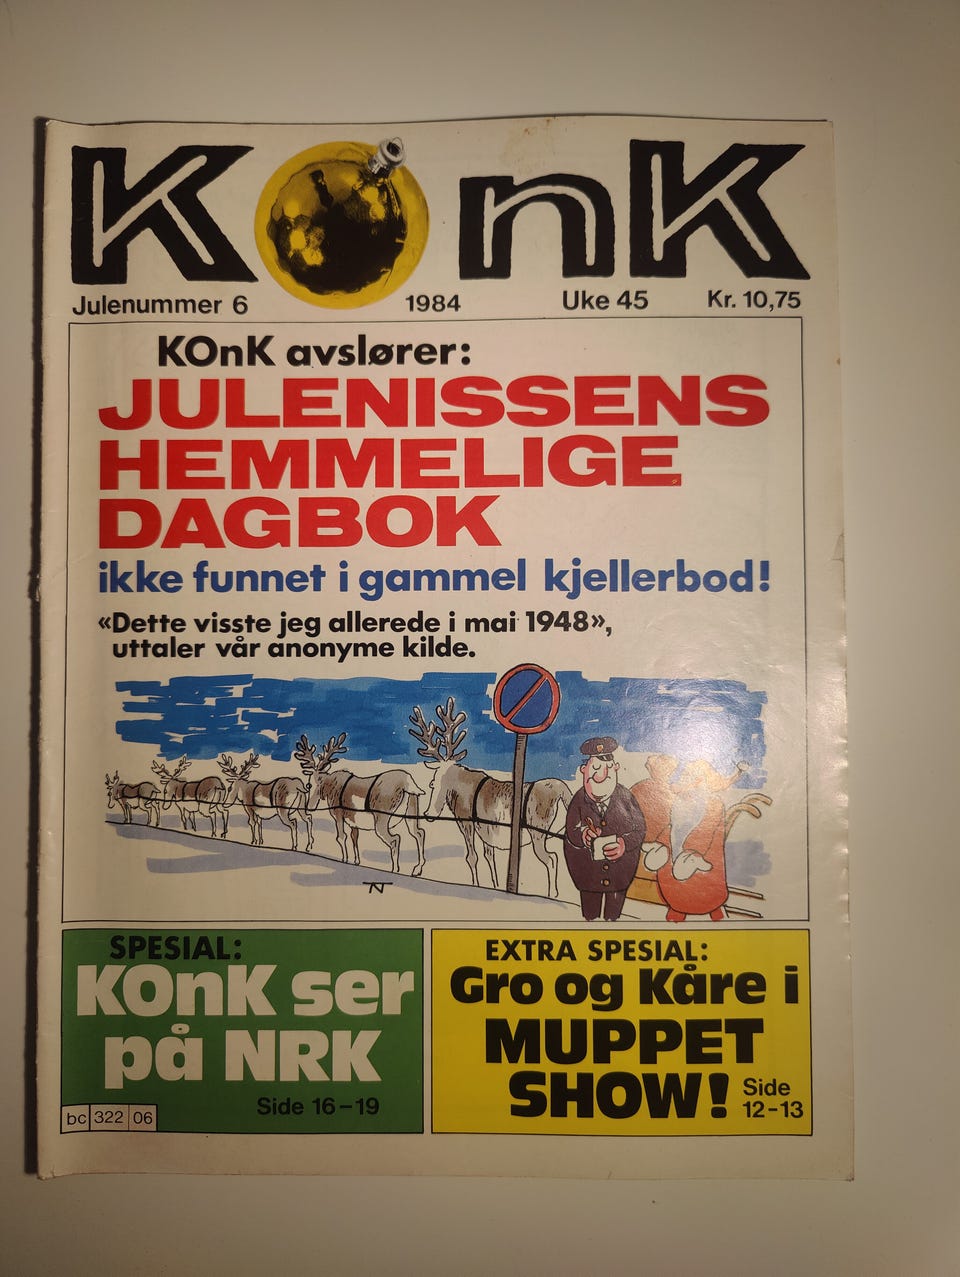 KOnK
Julenummer 6 1984 Uke 45 Kr. 10,75
KOnK avslører:
JULENISSENS
HEMMELIGE
DAGBOK
ikke funnet i gammel kjellerbod!
«Dette visste jeg allerede i mai 1948»,
uttaler vår anonyme kilde.
SPESIAL:
KOnK ser
på NRK
Side 16–19
bc 322 06
EXTRA SPESIAL:
Gro og Kåre i
MUPPET
SHOW!
Side
12–13